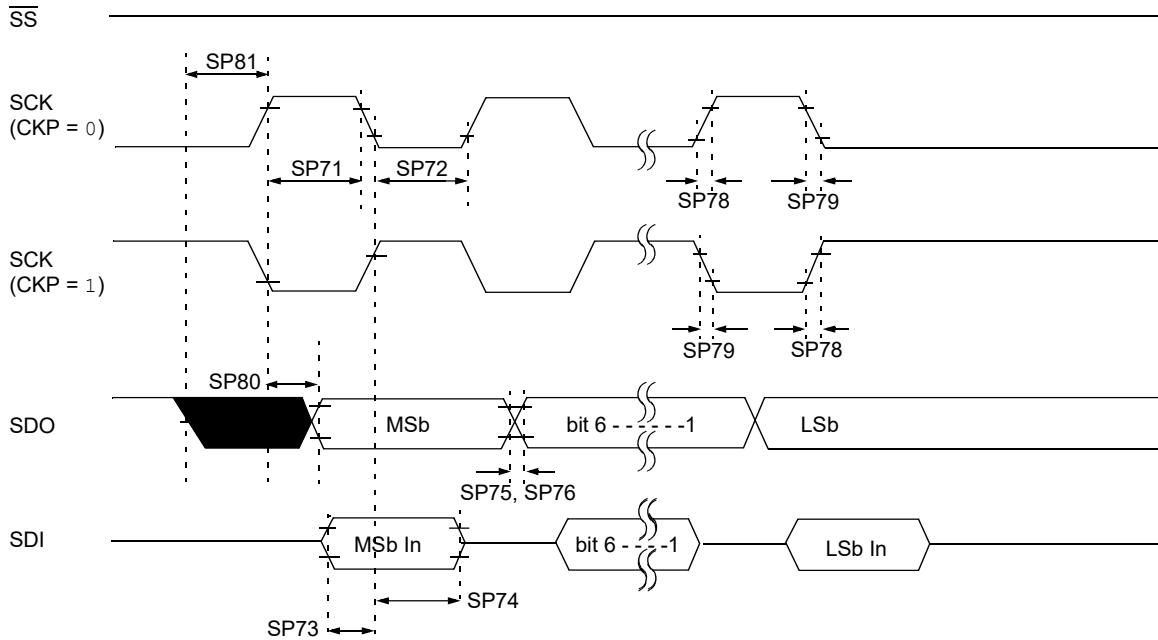 SS
SP81
SCK
(CKP = 0)
SP71
SP72
SP78
SP79
SCK
(CKP = 1)
SP79
SP78
SP80
SDO
MSb
bit 6 - - - - - -1
LSb
SP75, SP76
SDI
MSb In
bit 6 - - - - -1
LSb In
SP74
SP73